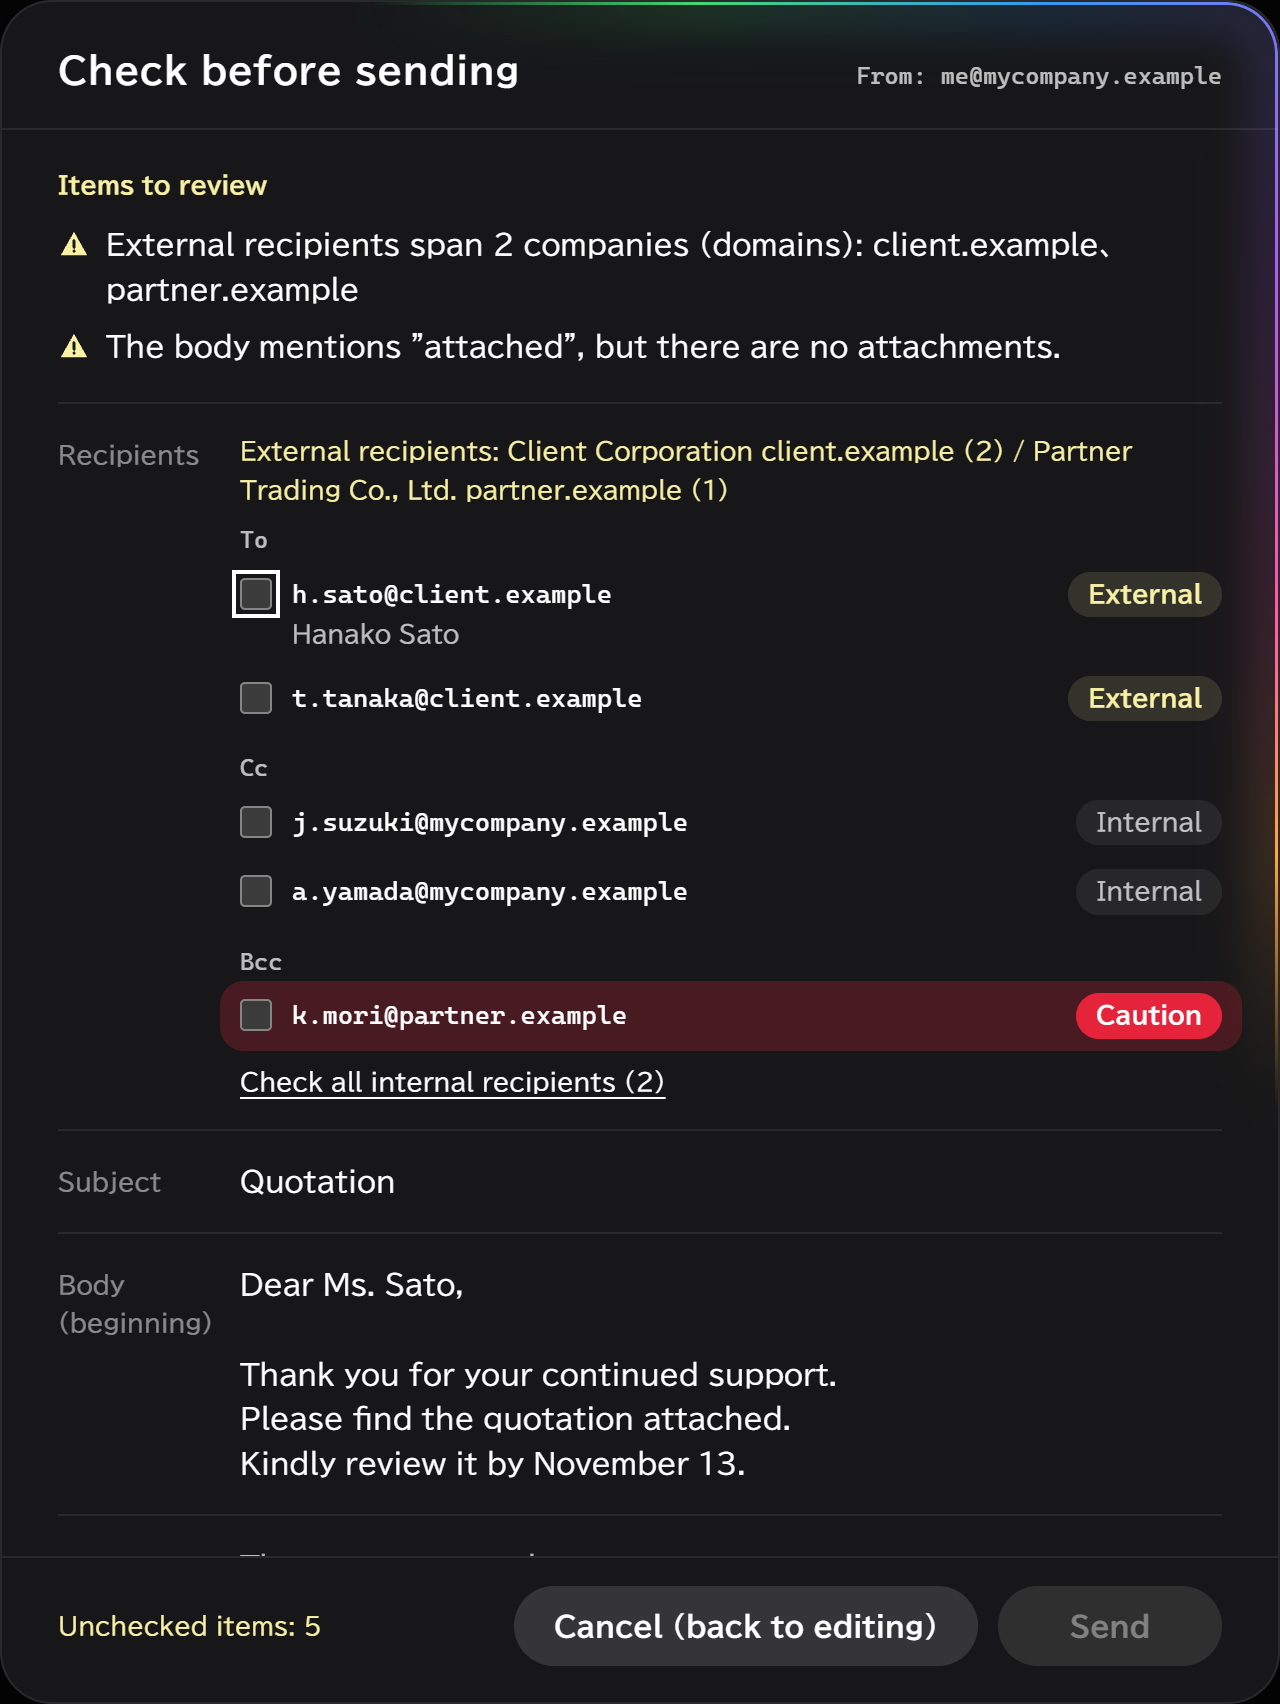 Check before sending
From: me@mycompany.example
Items to review
External recipients span 2 companies (domains): client.example、
partner.example
The body mentions ”attached”, but there are no attachments.
Recipients
External recipients: Client Corporation client.example (2) / Partner
Trading Co., Ltd. partner.example (1)
To
h.sato@client.example
External
Hanako Sato
t.tanaka@client.example
External
Cc
j.suzuki@mycompany.example
Internal
a.yamada@mycompany.example
Internal
Bcc
k.mori@partner.example
Caution
Check all internal recipients (2)
Subject
Quotation
Body
(beginning)
Dear Ms. Sato,
Thank you for your continued support.
Please find the quotation attached.
Kindly review it by November 13.
Unchecked items: 5
Cancel (back to editing)
Send